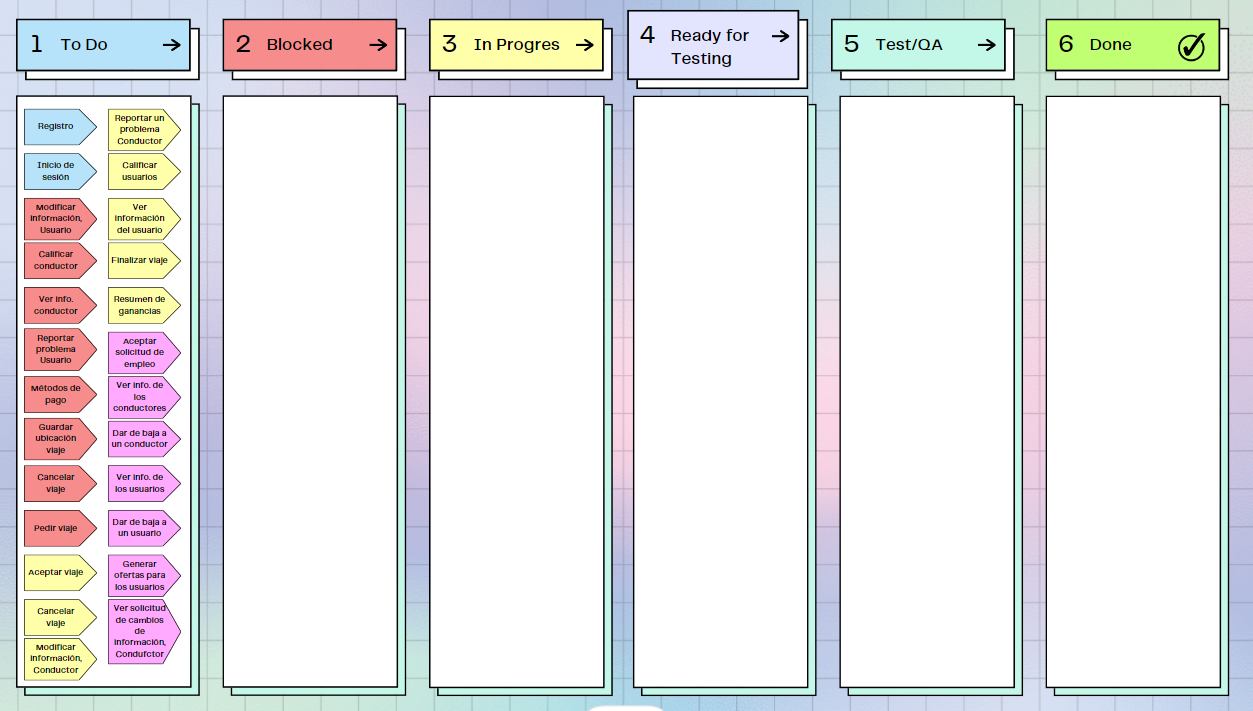 1 To Do
2 Blocked
3 In Progres
4 Ready for
Testing
5 Test/QA
6 Done
Registro
Inicio de
sesión
Modificar
información,
Usuario
Calificar
conductor
Ver info.
conductor
Reportar
problema
Usuario
Métodos de
pago
Guardar
ubicación
viaje
Cancelar
viaje
Pedir viaje
Aceptar viaje
Cancelar
viaje
Modificar
información,
Conductor
Reportar un
problema
Conductor
Calificar
usuarios
Ver
información
del usuario
Finalizar viaje
Resumen de
ganancias
Aceptar
solicitud de
empleo
Ver info. de
los
conductores
Dar de baja a
un conductor
Ver info. de
los usuarios
Dar de baja a
un usuario
Generar
ofertas para
los usuarios
Ver solicitud
de cambios
de
información,
Condufctor